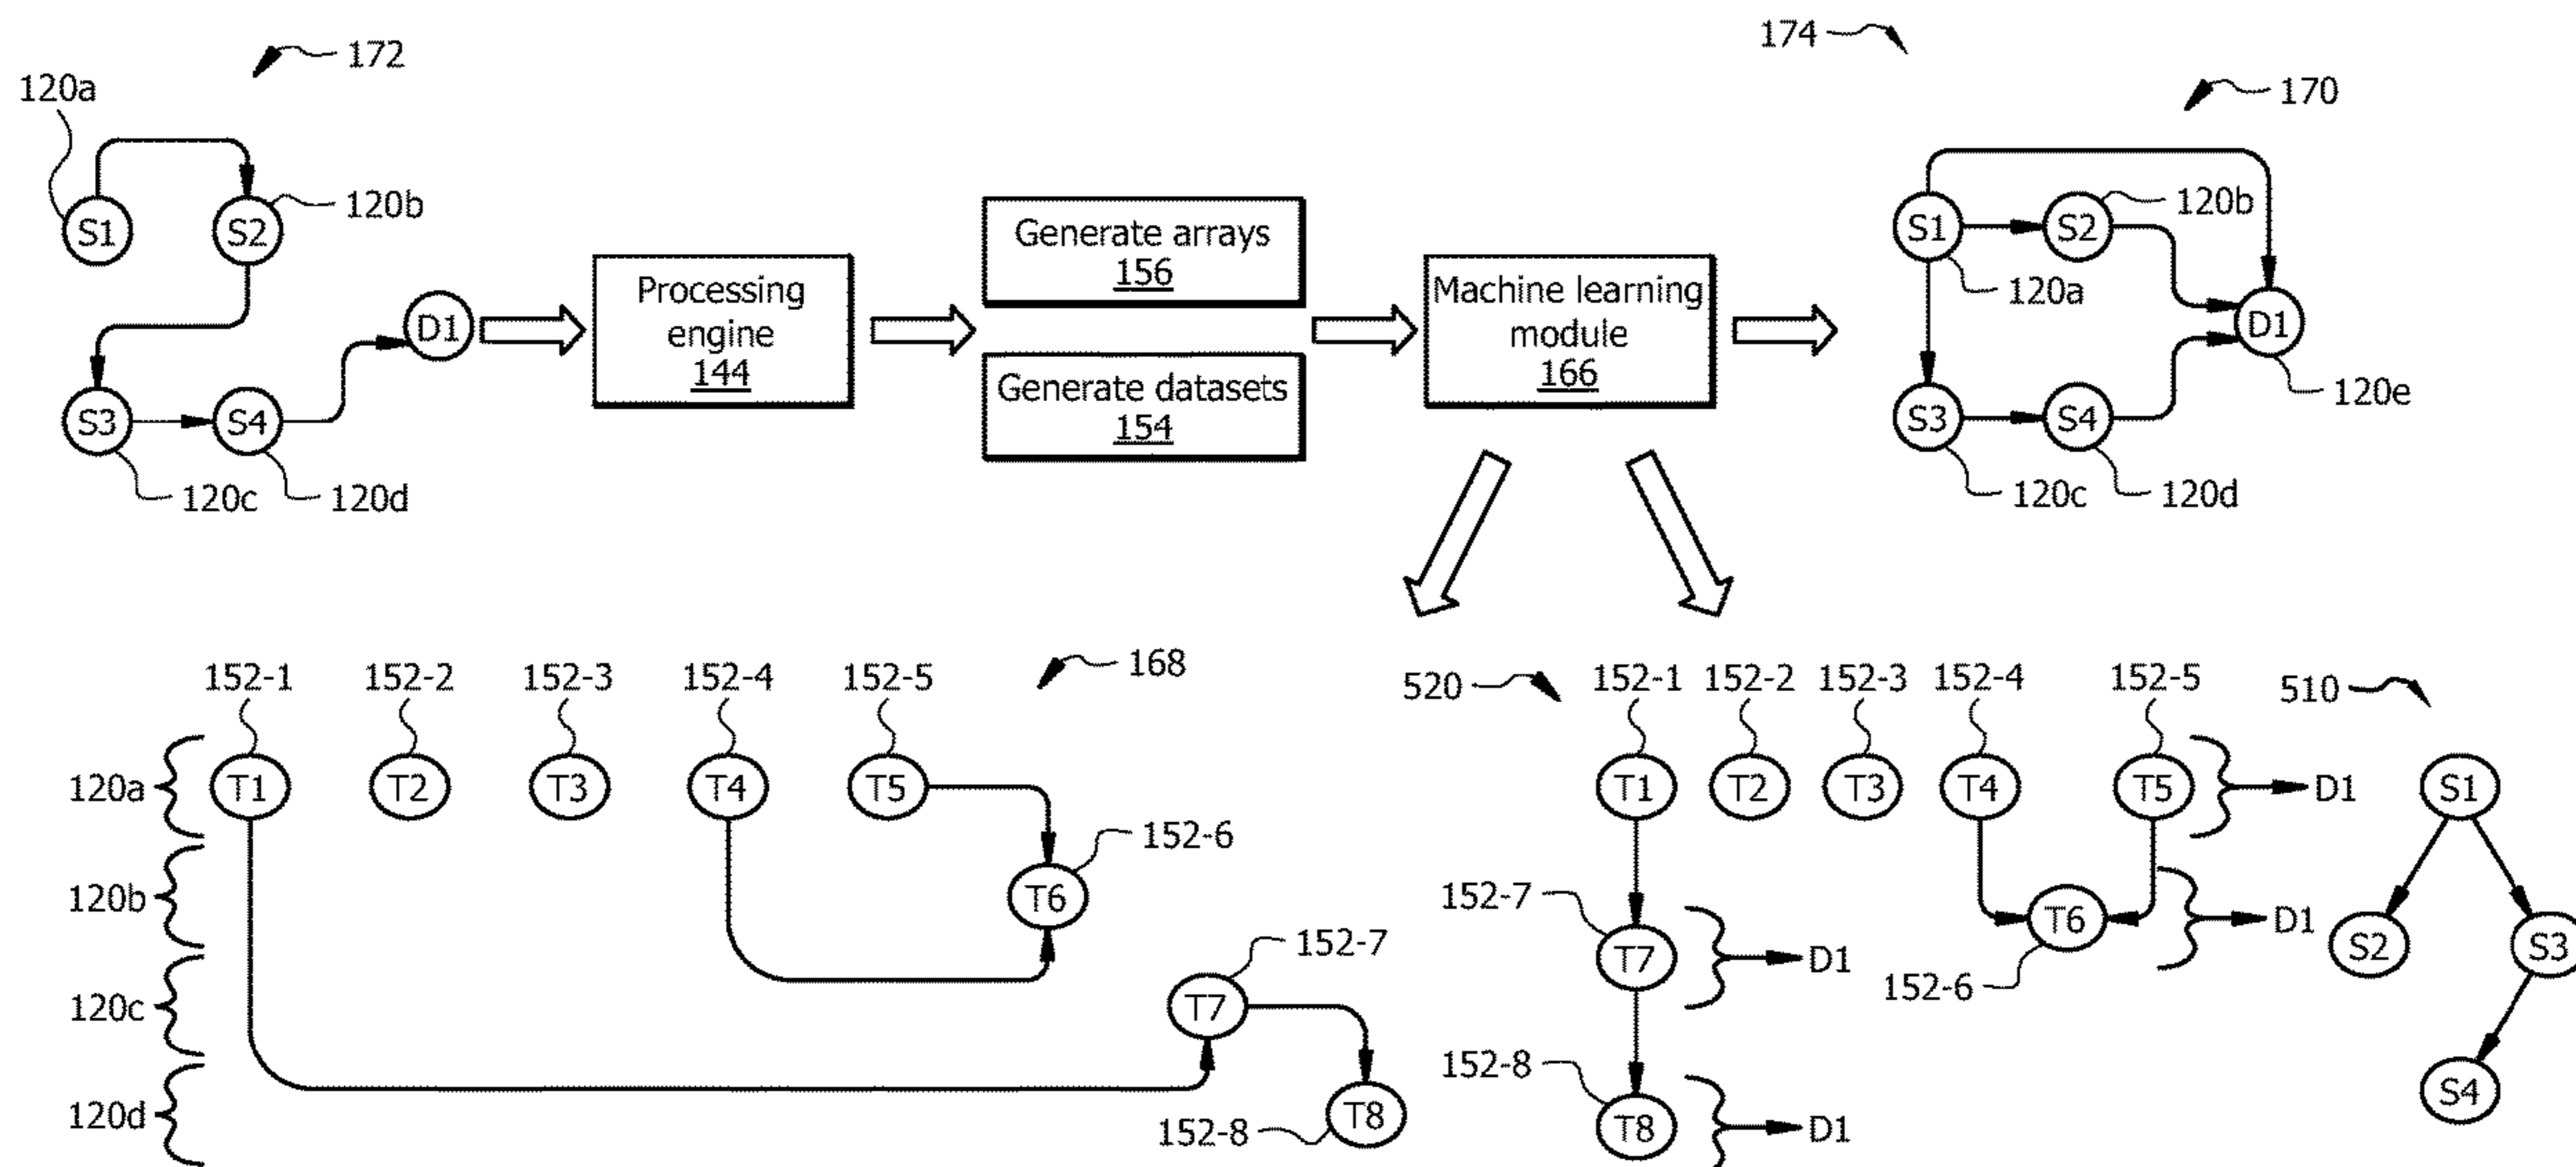 172
120a
S1
S2
120b
D1
S3
S4
120c
120d
Processing
engine
144
Generate arrays
156
Generate datasets
154
Machine learning
module
166
174
170
S1
S2
120b
120a
D1
120e
S3
S4
120c
120d
168
152-1
152-2
152-3
152-4
152-5
120a
T1
T2
T3
T4
T5
152-6
120b
T6
152-7
120c
T7
120d
152-8
T8
520
152-1
152-2
152-3
152-4
152-5
510
T1
T2
T3
T4
T5
D1
S1
152-7
T6
D1
S2
S3
T7
D1
152-6
152-8
T8
D1
S4